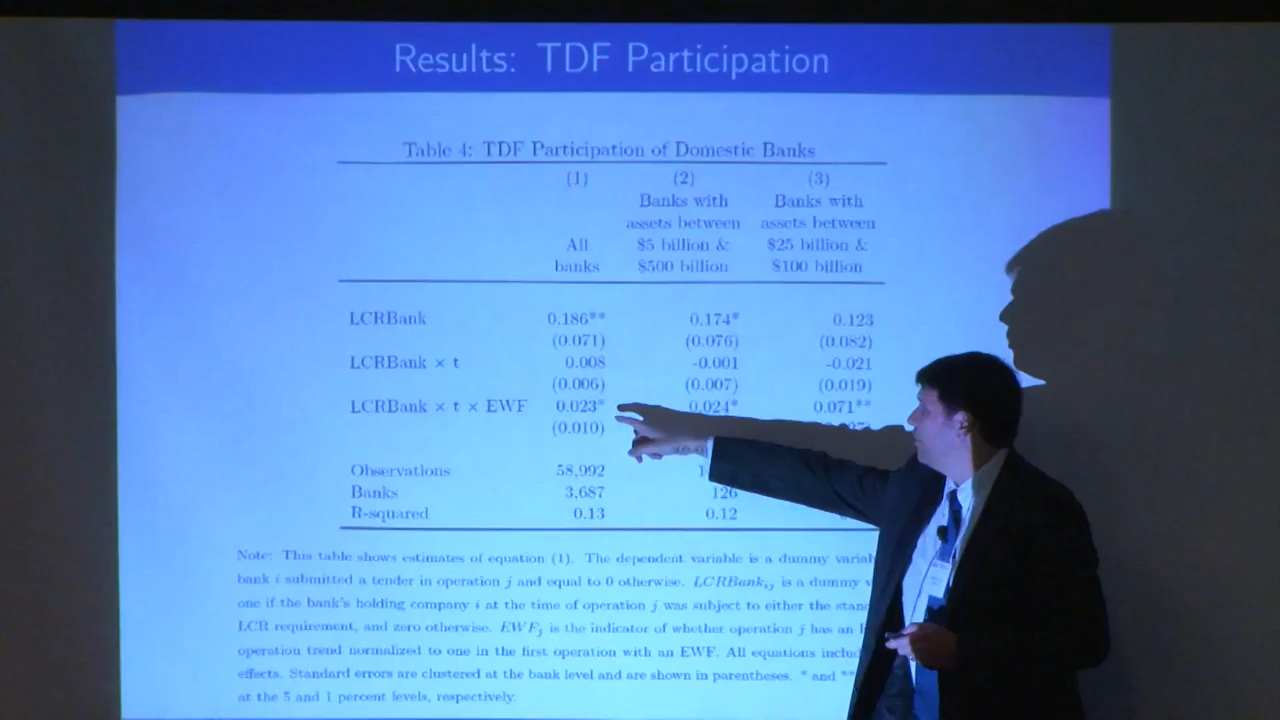 Results: TDF Participation
Table 4: TDF Participation of Domestic Banks
(1) (2) (3)
Banks with Banks with
assets between assets between
All $5 billion & $25 billion &
banks $500 billion $100 billion
LCRBank 0.186** 0.174* 0.123
(0.071) (0.076) (0.082)
LCRBank × t 0.008 -0.001 -0.021
(0.006) (0.007) (0.019)
LCRBank × t × EWF 0.023* 0.024* 0.071**
(0.010)
Observations 58,992
Banks 3,687 126
R-squared 0.13 0.12
Note: This table shows estimates of equation (1). The dependent variable is a dummy
bank i submitted a tender in operation j and equal to 0 otherwise. LCRBank_ij is a dummy
one if the bank's holding company i at the time of operation j was subject to either the
LCR requirement, and zero otherwise. EWF_j is the indicator of whether operation j has an
operation trend normalized to one in the first operation with an EWF. All equations
effects. Standard errors are clustered at the bank level and are shown in parentheses. * and **
at the 5 and 1 percent levels, respectively.